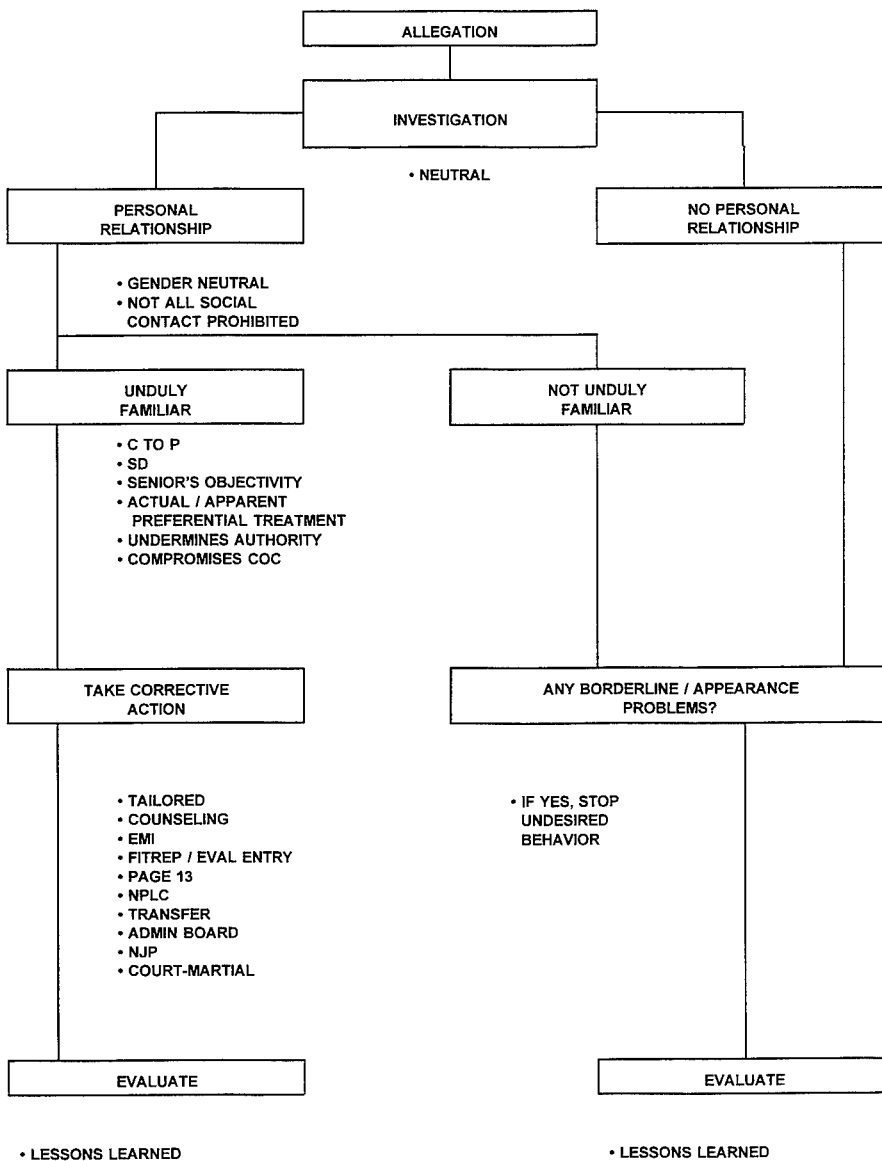 ALLEGATION
INVESTIGATION
• NEUTRAL
PERSONAL
RELATIONSHIP
NO PERSONAL
RELATIONSHIP
• GENDER NEUTRAL
• NOT ALL SOCIAL
CONTACT PROHIBITED
UNDULY
FAMILIAR
NOT UNDULY
FAMILIAR
• C TO P
• SD
• SENIOR'S OBJECTIVITY
• ACTUAL / APPARENT
PREFERENTIAL TREATMENT
• UNDERMINES AUTHORITY
• COMPROMISES COC
TAKE CORRECTIVE
ACTION
ANY BORDERLINE / APPEARANCE
PROBLEMS?
• TAILORED
• COUNSELING
• EMI
• FITREP / EVAL ENTRY
• PAGE 13
• NPLC
• TRANSFER
• ADMIN BOARD
• NJP
• COURT-MARTIAL
• IF YES, STOP
UNDESIRED
BEHAVIOR
EVALUATE
EVALUATE
• LESSONS LEARNED
• LESSONS LEARNED